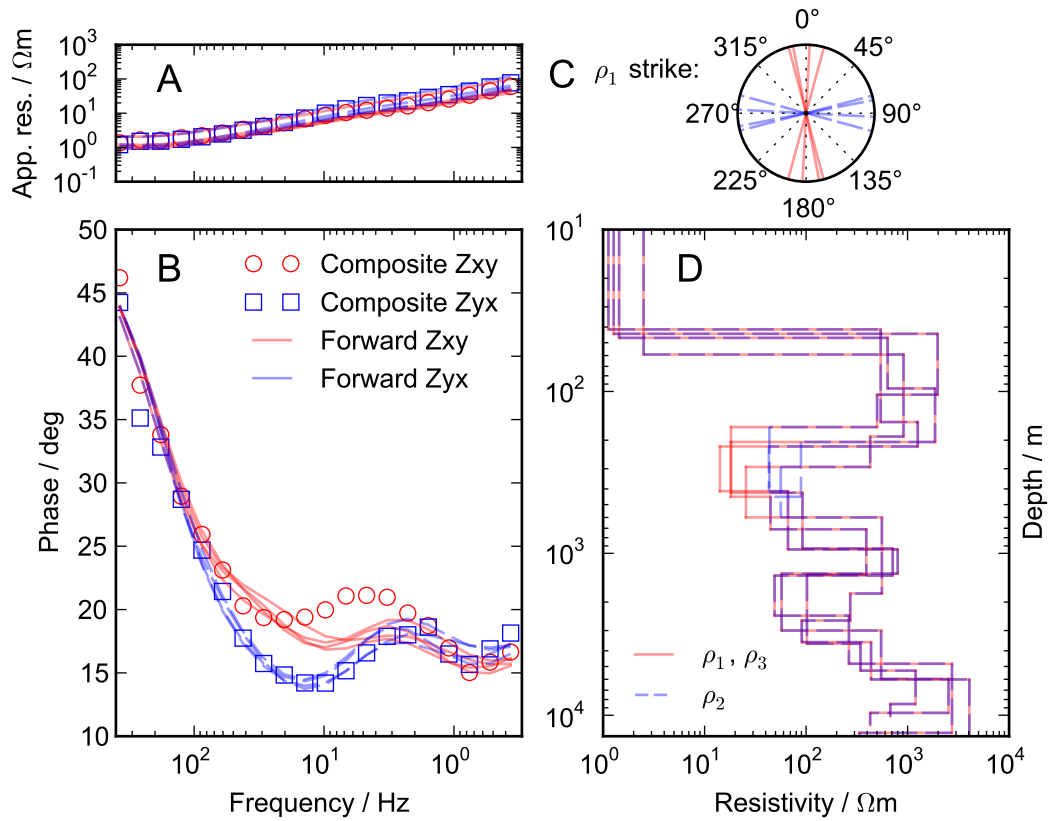 A
App. res. / Ωm
10³
10²
10¹
10⁰
10⁻¹
C
ρ₁ strike:
0°
45°
90°
135°
180°
225°
270°
315°
B
Composite Zxy
Composite Zyx
Forward Zxy
Forward Zyx
Phase / deg
50
45
40
35
30
25
20
15
10
10²
10¹
10⁰
Frequency / Hz
D
10¹
10²
10³
10⁴
Depth / m
ρ₁, ρ₃
ρ₂
10⁰
10¹
10²
10³
10⁴
Resistivity / Ωm